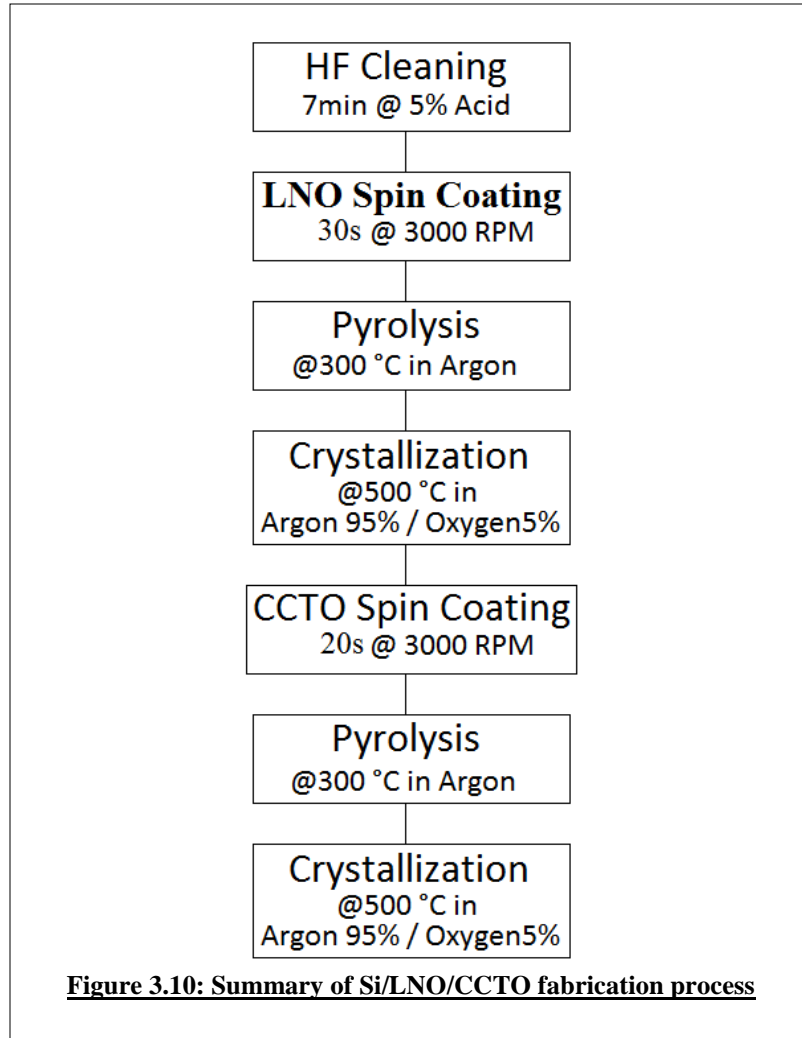 HF Cleaning
7min @ 5% Acid
LNO Spin Coating
30s @ 3000 RPM
Pyrolysis
@300 °C in Argon
Crystallization
@500 °C in
Argon 95% / Oxygen5%
CCTO Spin Coating
20s @ 3000 RPM
Pyrolysis
@300 °C in Argon
Crystallization
@500 °C in
Argon 95% / Oxygen5%
Figure 3.10: Summary of Si/LNO/CCTO fabrication process